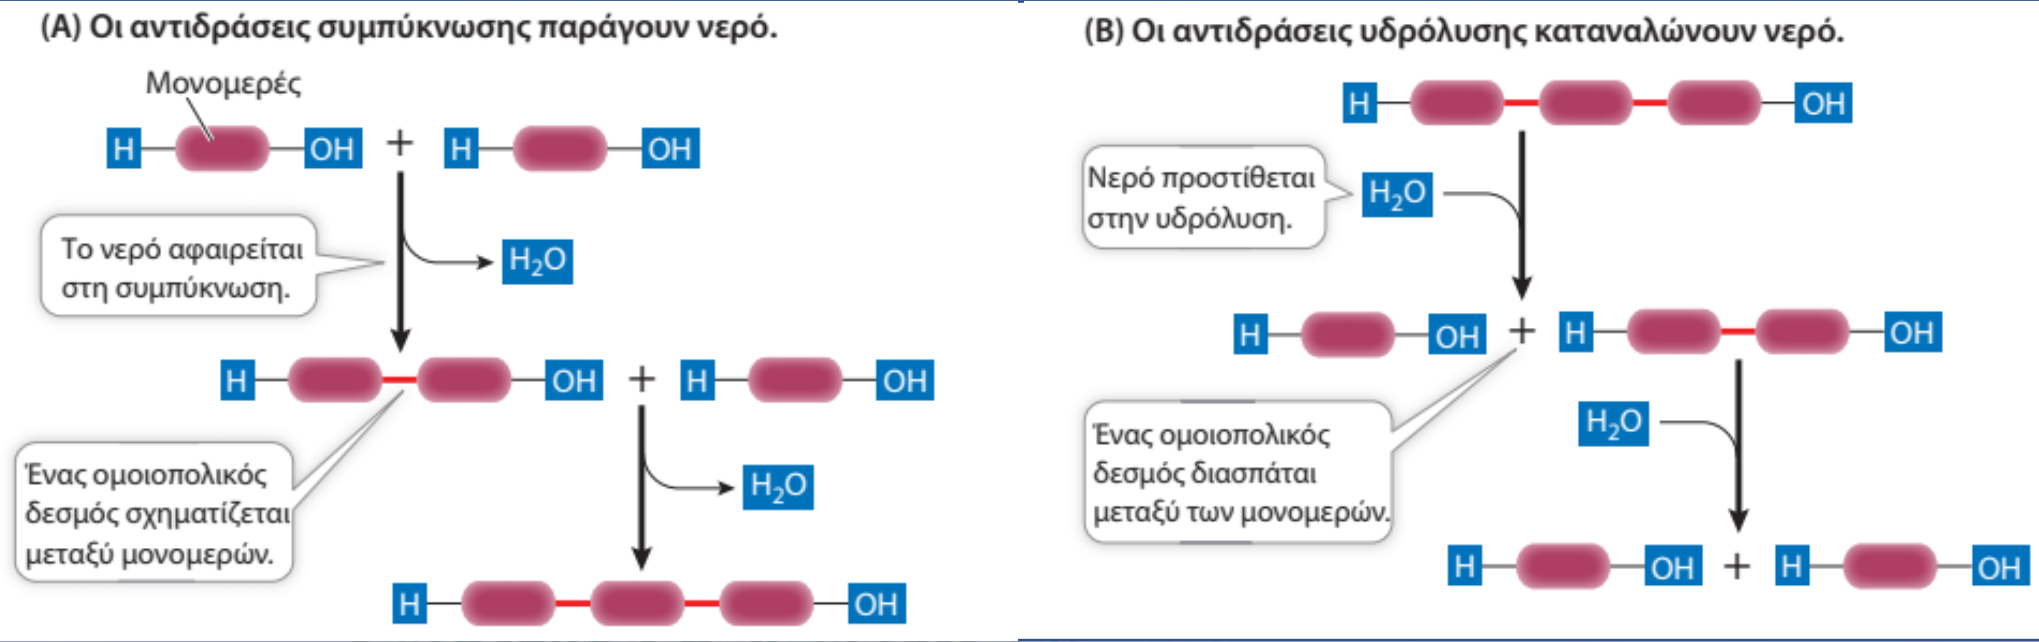 (A) Οι αντιδράσεις συμπύκνωσης παράγουν νερό.
Μονομερές
H OH + H OH
Το νερό αφαιρείται
στη συμπύκνωση.
H₂O
H OH + H OH
Ένας ομοιοπολικός
δεσμός σχηματίζεται
μεταξύ μονομερών.
H₂O
H OH
(B) Οι αντιδράσεις υδρόλυσης καταναλώνουν νερό.
H OH
Νερό προστίθεται
στην υδρόλυση.
H₂O
H OH + H OH
Ένας ομοιοπολικός
δεσμός διασπάται
μεταξύ των μονομερών.
H₂O
H OH + H OH